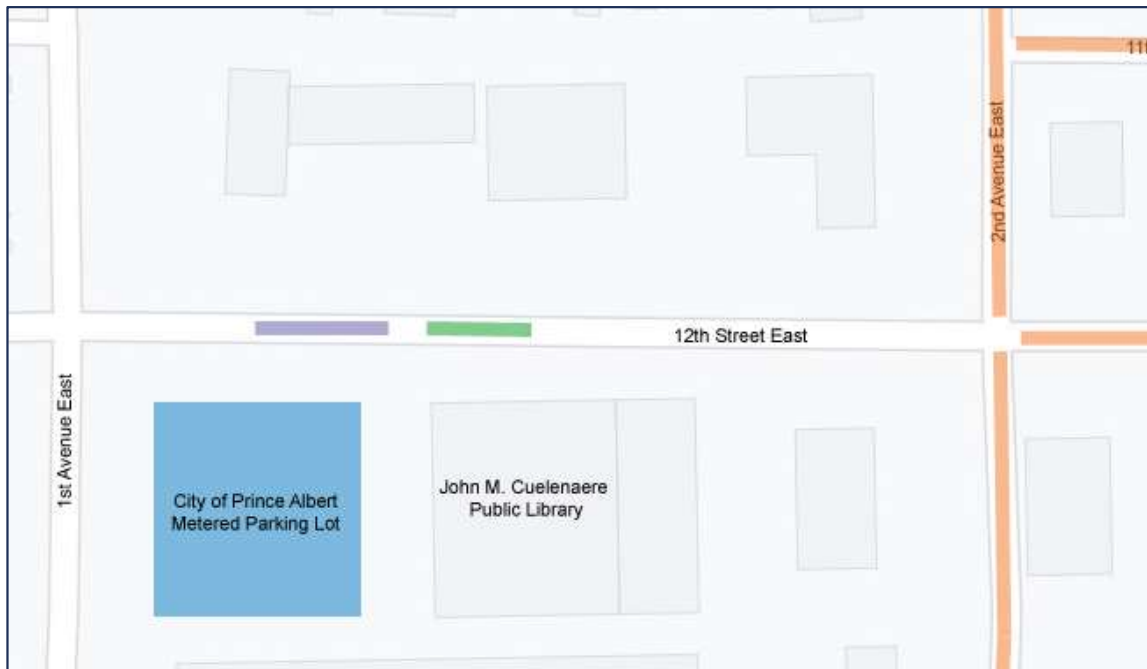 11t
2nd Avenue East
12th Street East
1st Avenue East
City of Prince Albert
Metered Parking Lot
John M. Cuelenaere
Public Library